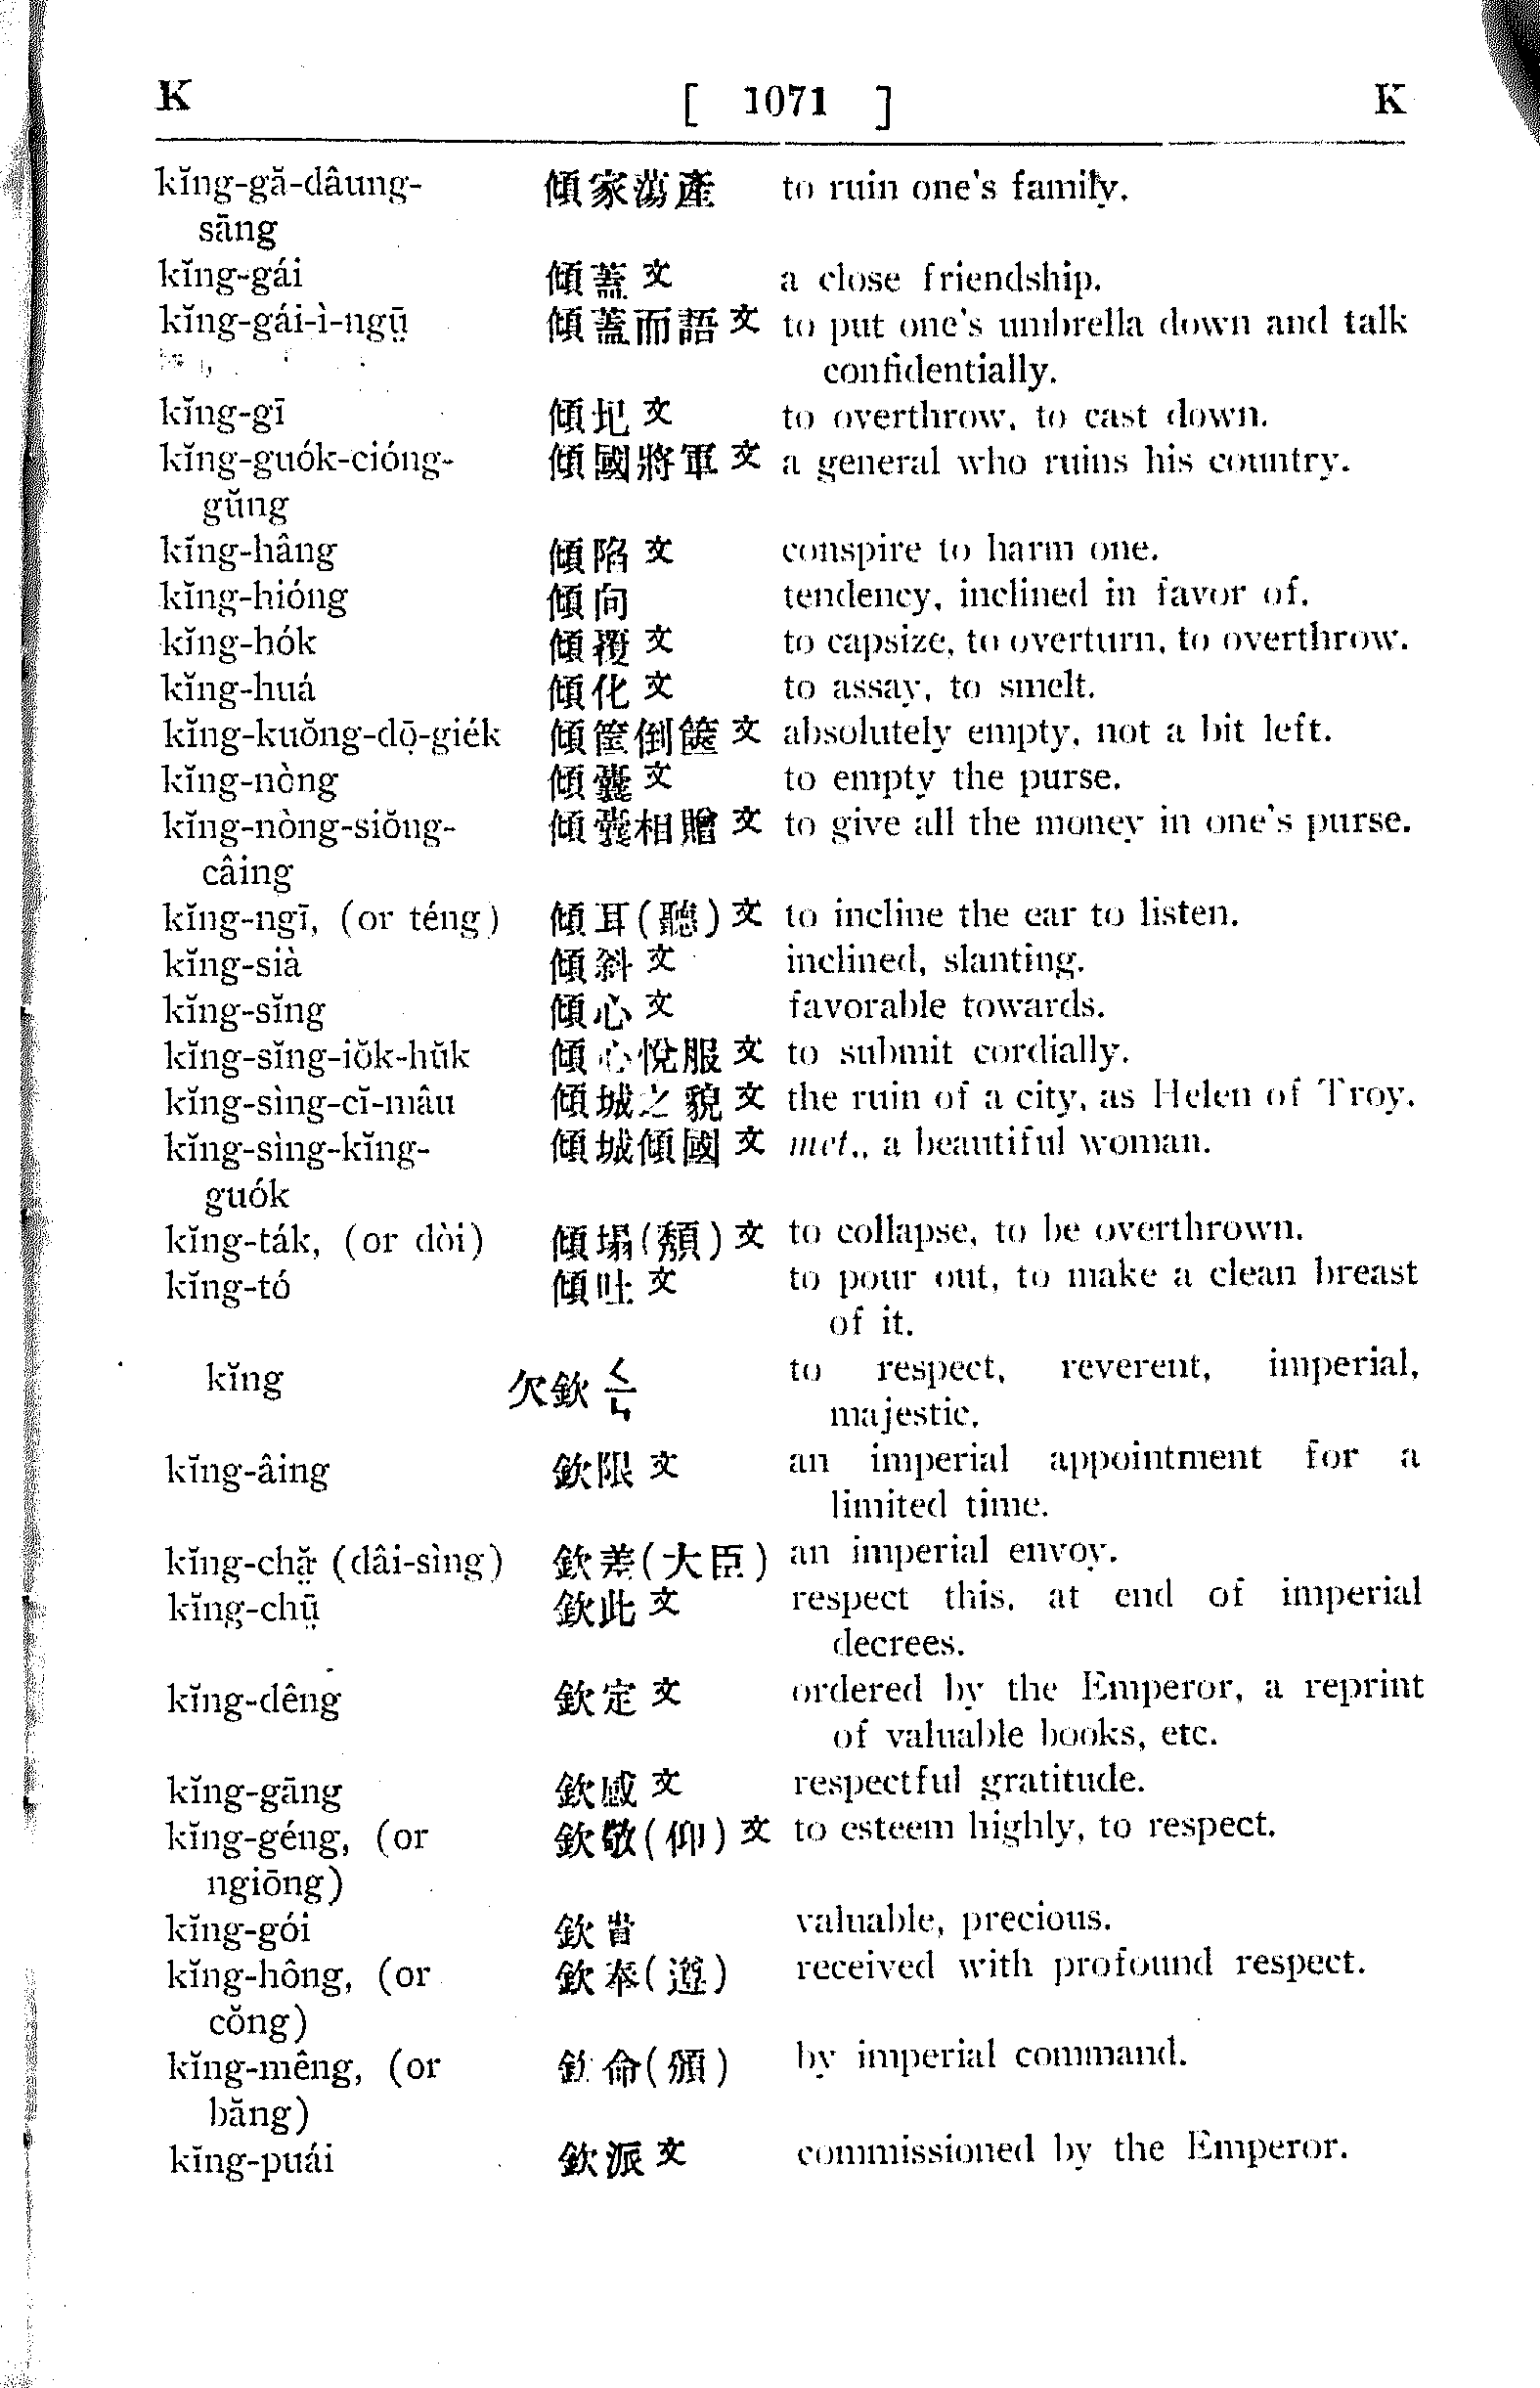 K [ 1071 ] K
kĭng-gă-dâung- 傾家蕩產 to ruin one's family.
sāng
kĭng-gái 傾蓋文 a close friendship.
kĭng-gái-ì-ngṳ̄ 傾蓋而語文 to put one's umbrella down and talk
confidentially.
kĭng-gī 傾圮文 to overthrow, to cast down.
kĭng-guók-cióng- 傾國將軍文 a general who ruins his country.
gŭng
kĭng-hâng 傾陷文 conspire to harm one.
kĭng-hióng 傾向 tendency, inclined in favor of.
kĭng-hók 傾覆文 to capsize, to overturn, to overthrow.
kĭng-huá 傾化文 to assay, to smelt.
kĭng-kuŏng-dọ̄-giék 傾筐倒篋文 absolutely empty, not a bit left.
kĭng-nòng 傾囊文 to empty the purse.
kĭng-nòng-siŏng- 傾囊相贈文 to give all the money in one's purse.
câing
kĭng-ngī, (or téng) 傾耳(聽)文 to incline the ear to listen.
kĭng-sià 傾斜文 inclined, slanting.
kĭng-sĭng 傾心文 favorable towards.
kĭng-sĭng-iŏk-hŭk 傾心悅服文 to submit cordially.
kĭng-sìng-cĭ-mâu 傾城之貌文 the ruin of a city, as Helen of Troy.
kĭng-sìng-kĭng- 傾城傾國文 met., a beautiful woman.
guók
kĭng-ták, (or dòi) 傾塌(頹)文 to collapse, to be overthrown.
kĭng-tó 傾吐文 to pour out, to make a clean breast
of it.
kĭng 欠欽ㄑㄧㄣ to respect, reverent, imperial,
majestic.
kĭng-âing 欽限文 an imperial appointment for a
limited time.
kĭng-chă̤ (dâi-sìng) 欽差(大臣) an imperial envoy.
kĭng-chṳ̄ 欽此文 respect this, at end of imperial
decrees.
kĭng-dêng 欽定文 ordered by the Emperor, a reprint
of valuable books, etc.
kĭng-gāng 欽感文 respectful gratitude.
kĭng-géng, (or 欽敬(仰)文 to esteem highly, to respect.
ngiōng)
kĭng-gói 欽貴 valuable, precious.
kĭng-hông, (or 欽奉(遵) received with profound respect.
cŏng)
kĭng-mêng, (or 欽命(頒) by imperial command.
băng)
kĭng-puái 欽派文 commissioned by the Emperor.